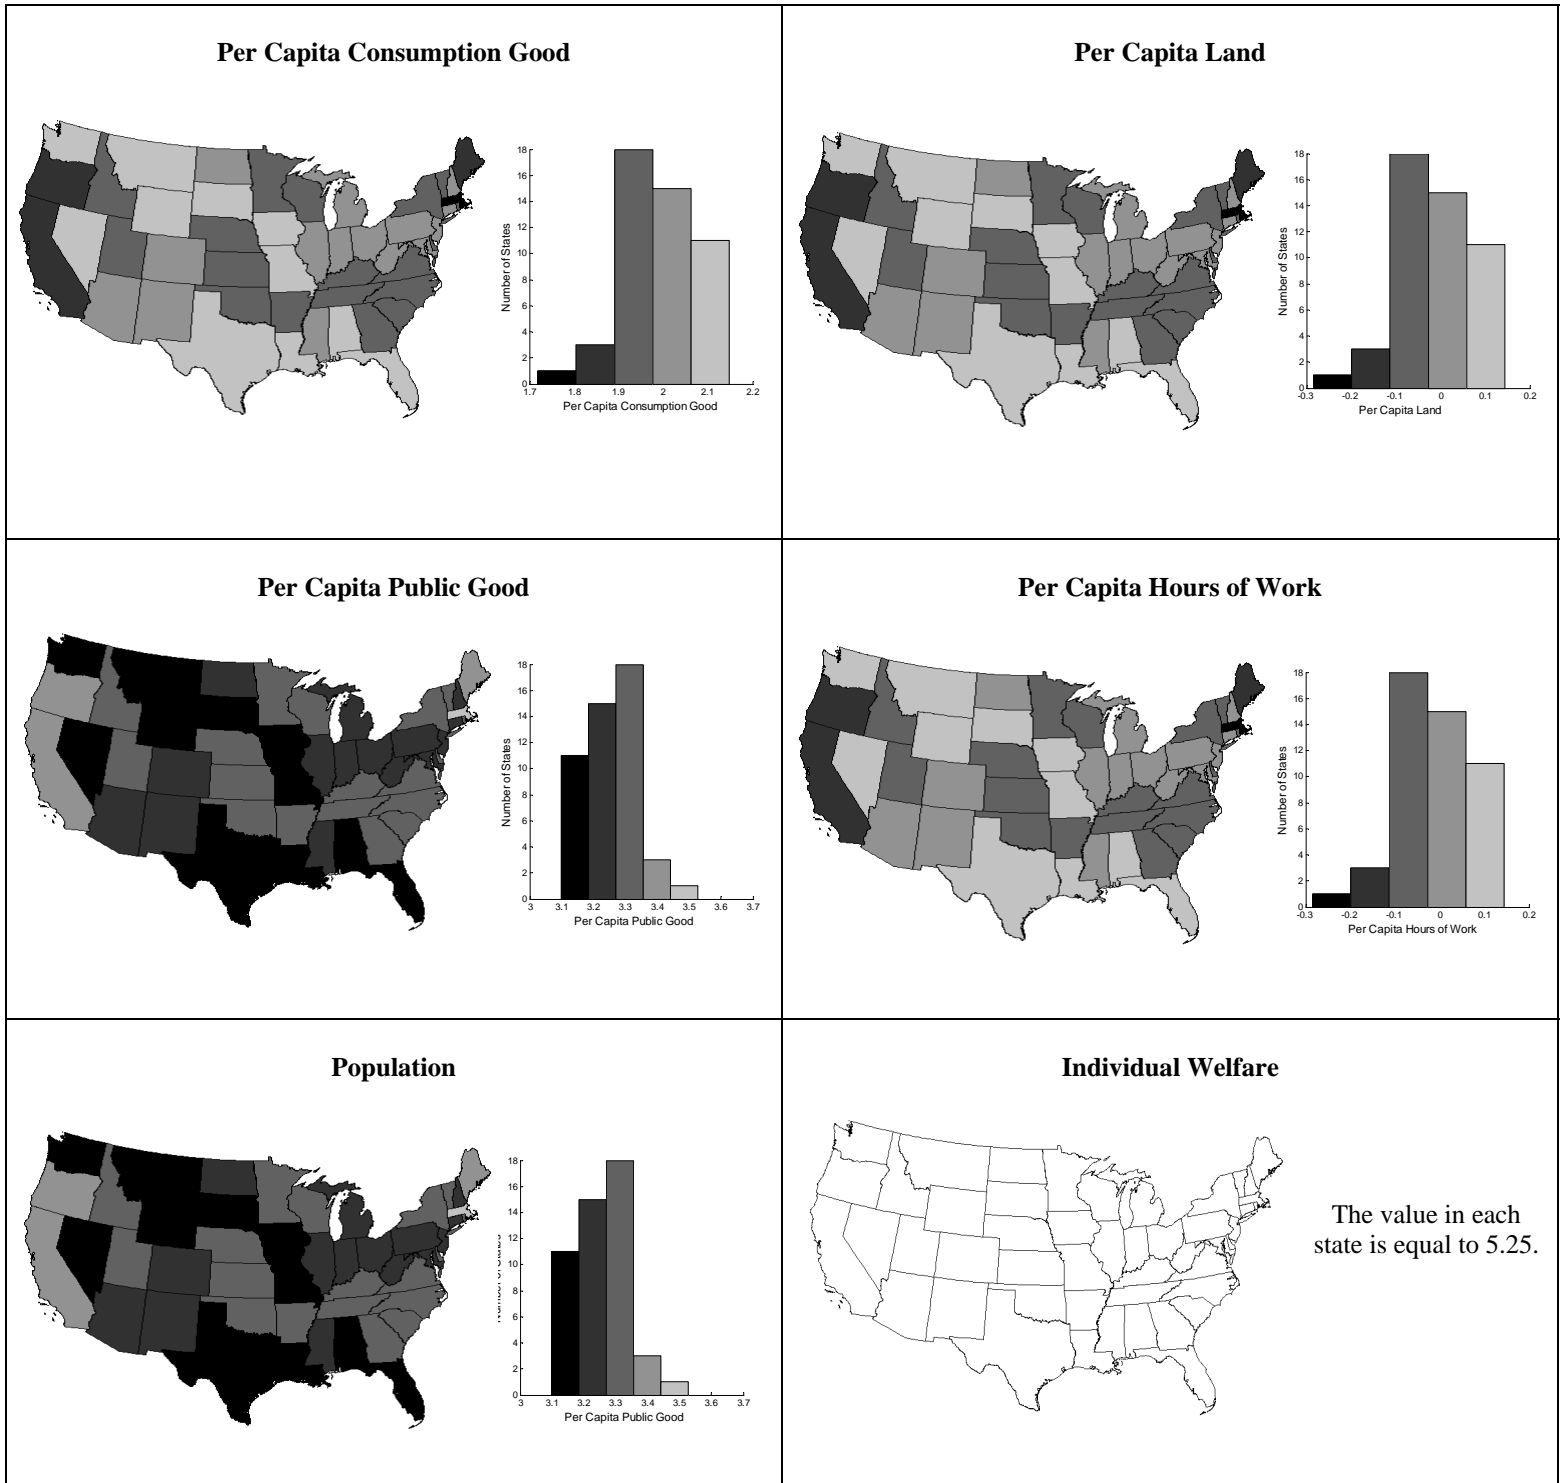 Per Capita Consumption Good
18
16
14
12
10
8
6
4
2
0
Number of States
1.7 1.8 1.9 2 2.1 2.2
Per Capita Consumption Good
Per Capita Land
18
16
14
12
10
8
6
4
2
0
Number of States
-0.3 -0.2 -0.1 0 0.1 0.2
Per Capita Land
Per Capita Public Good
18
16
14
12
10
8
6
4
2
0
Number of States
3 3.1 3.2 3.3 3.4 3.5 3.6 3.7
Per Capita Public Good
Per Capita Hours of Work
18
16
14
12
10
8
6
4
2
0
Number of States
-0.3 -0.2 -0.1 0 0.1 0.2
Per Capita Hours of Work
Population
18
16
14
12
10
8
6
4
2
0
Number of States
3 3.1 3.2 3.3 3.4 3.5 3.6 3.7
Per Capita Public Good
Individual Welfare
The value in each
state is equal to 5.25.